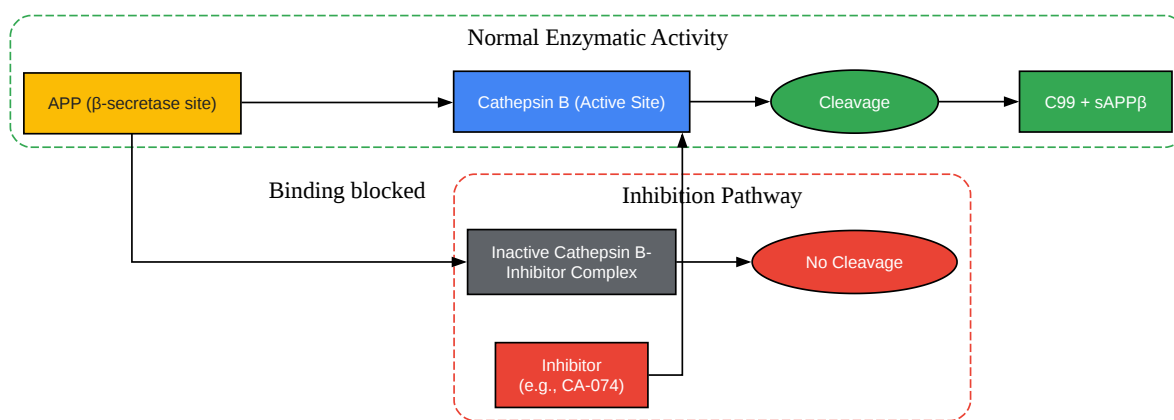 Normal Enzymatic Activity
APP (β-secretase site)
Cathepsin B (Active Site)
Cleavage
C99 + sAPPβ
Binding blocked
Inhibition Pathway
Inactive Cathepsin B-
Inhibitor Complex
No Cleavage
Inhibitor
(e.g., CA-074)